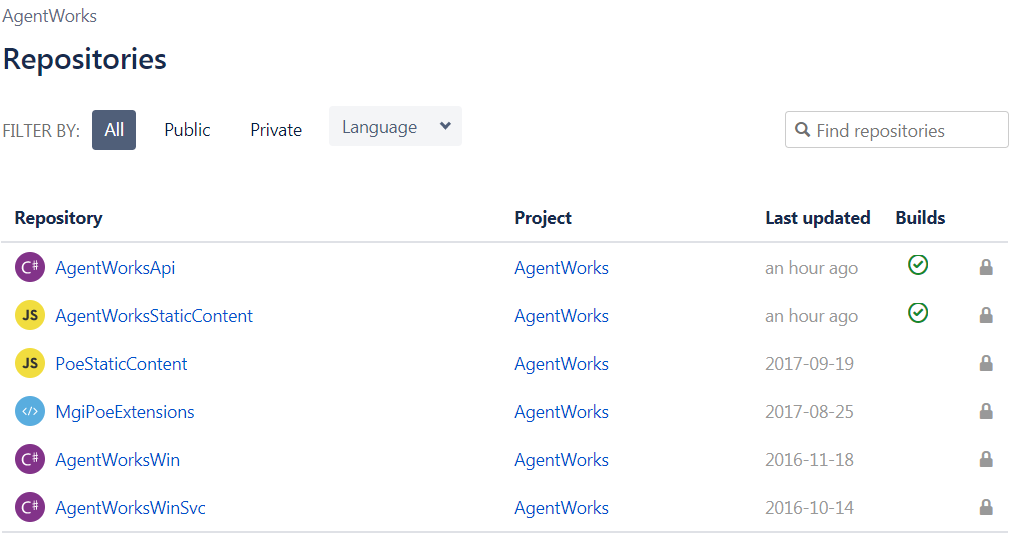 AgentWorks
Repositories
FILTER BY: All Public Private Language Find repositories
Repository Project Last updated Builds
C# AgentWorksApi AgentWorks an hour ago
JS AgentWorksStaticContent AgentWorks an hour ago
JS PoeStaticContent AgentWorks 2017-09-19
</> MgiPoeExtensions AgentWorks 2017-08-25
C# AgentWorksWin AgentWorks 2016-11-18
C# AgentWorksWinSvc AgentWorks 2016-10-14